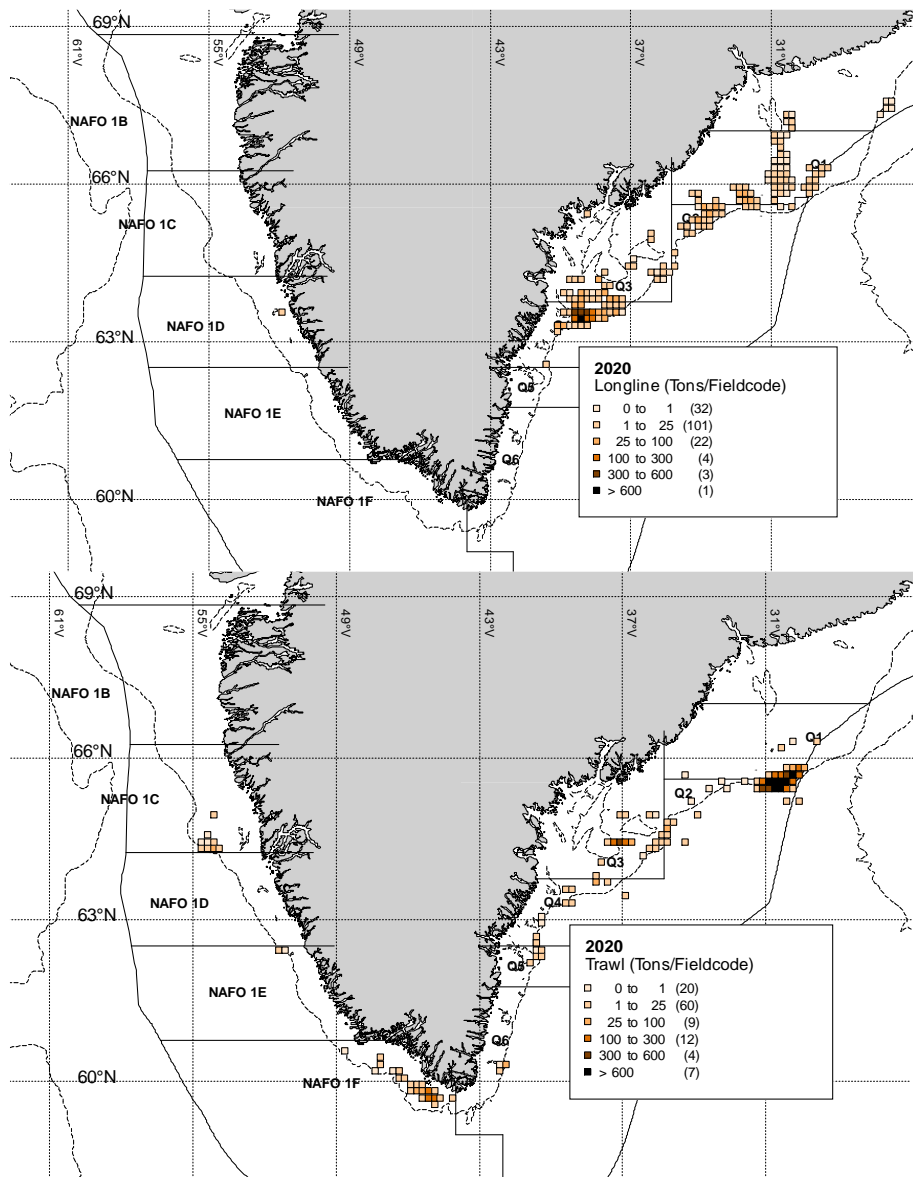 69°N
61°V
55°V
49°V
43°V
37°V
31°V
NAFO 1B
66°N
Q1
NAFO 1C
Q2
Q3
63°N
NAFO 1D
NAFO 1E
Q5
Q6
60°N
NAFO 1F
2020
Longline (Tons/Fieldcode)
0 to 1 (32)
1 to 25 (101)
25 to 100 (22)
100 to 300 (4)
300 to 600 (3)
> 600 (1)
69°N
61°V
55°V
49°V
43°V
37°V
31°V
NAFO 1B
66°N
Q1
NAFO 1C
Q2
Q3
NAFO 1D
Q4
63°N
Q5
NAFO 1E
Q6
60°N
NAFO 1F
2020
Trawl (Tons/Fieldcode)
0 to 1 (20)
1 to 25 (60)
25 to 100 (9)
100 to 300 (12)
300 to 600 (4)
> 600 (7)